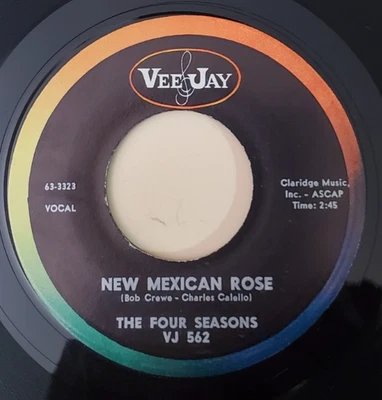 VEE JAY
63-3323
VOCAL
Claridge Music,
Inc. - ASCAP
Time: 2:45
NEW MEXICAN ROSE
(Bob Crewe - Charles Calello)
THE FOUR SEASONS
VJ 562